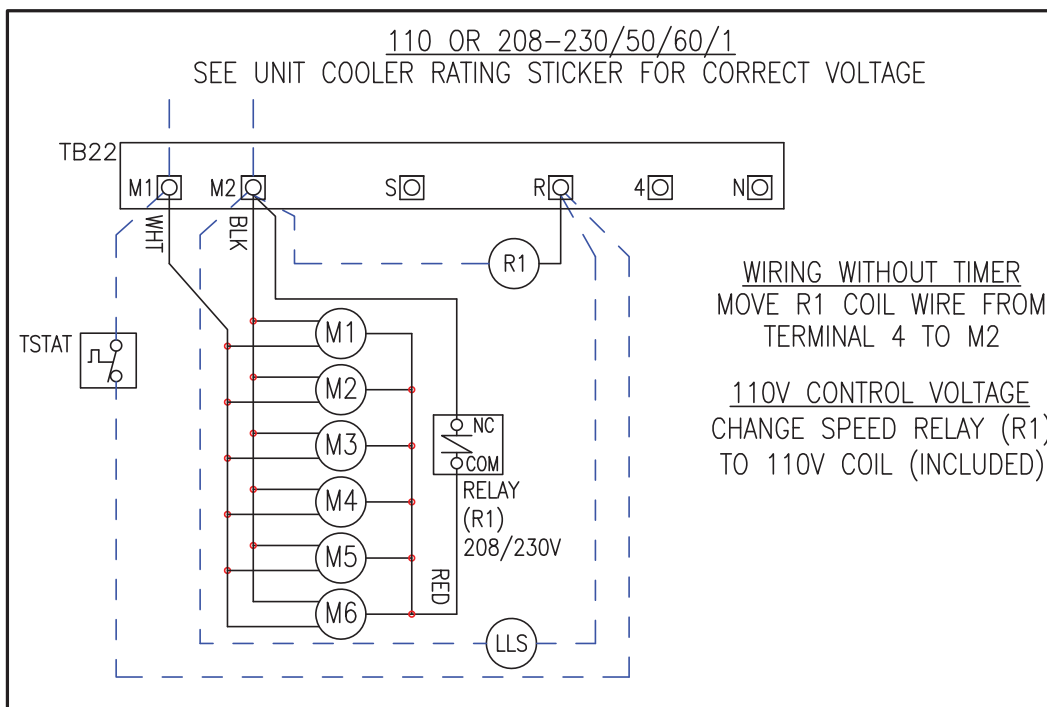 110 OR 208-230/50/60/1
SEE UNIT COOLER RATING STICKER FOR CORRECT VOLTAGE
TB22
M1
M2
S
R
4
N
WHT
BLK
R1
TSTAT
M1
M2
M3
M4
M5
M6
NC
COM
RELAY
(R1)
208/230V
RED
LLS
WIRING WITHOUT TIMER
MOVE R1 COIL WIRE FROM
TERMINAL 4 TO M2
110V CONTROL VOLTAGE
CHANGE SPEED RELAY (R1)
TO 110V COIL (INCLUDED)